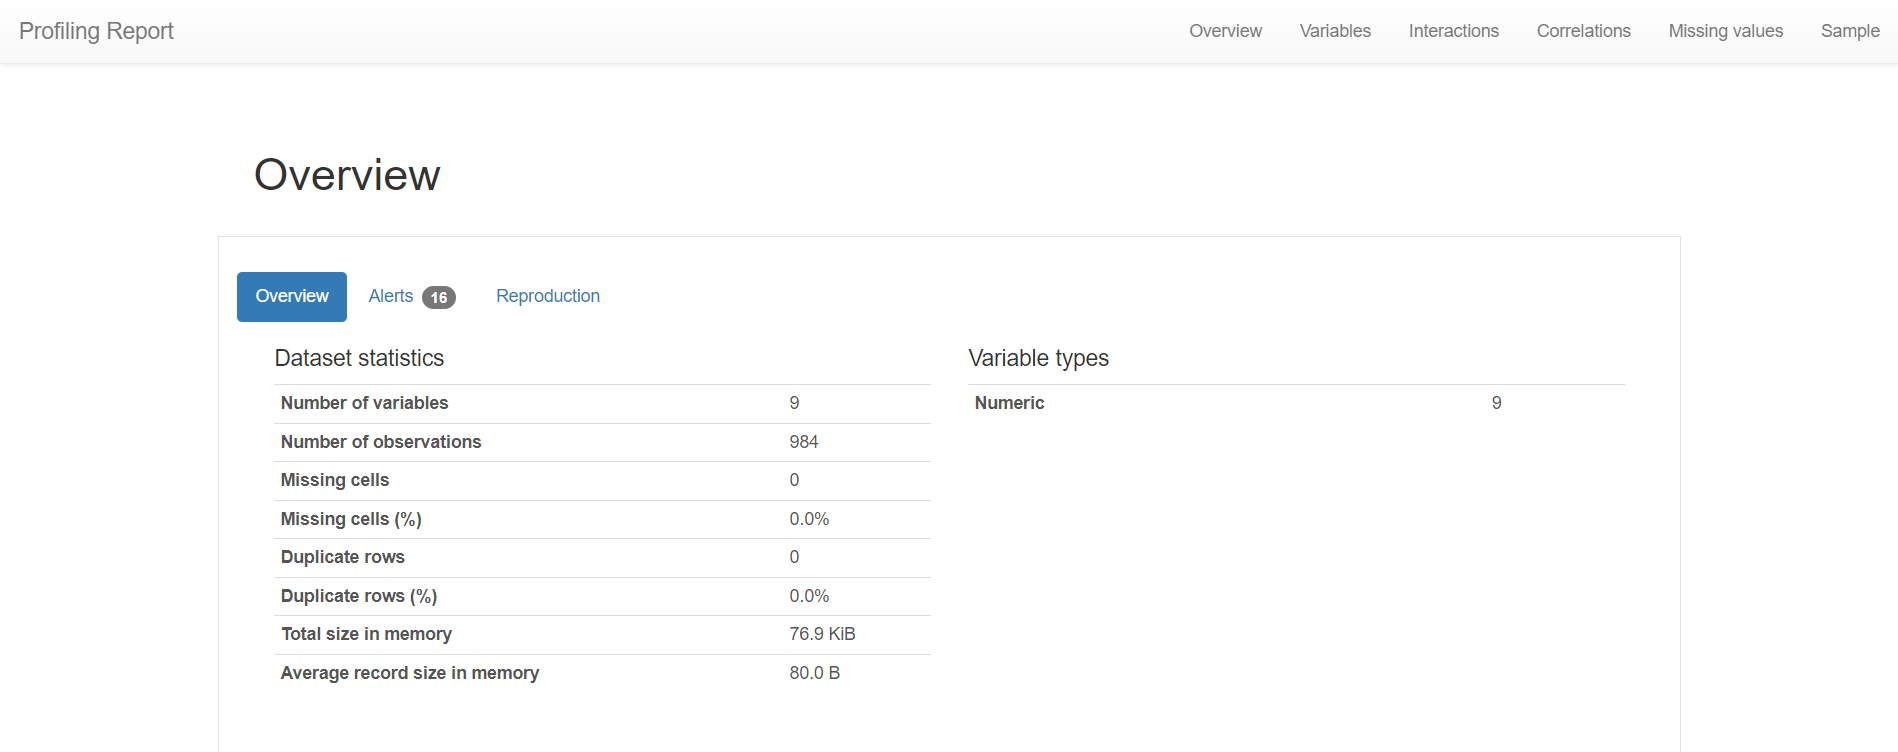 Profiling Report Overview Variables Interactions Correlations Missing values Sample
Overview
Overview Alerts 16 Reproduction
Dataset statistics
Number of variables 9
Number of observations 984
Missing cells 0
Missing cells (%) 0.0%
Duplicate rows 0
Duplicate rows (%) 0.0%
Total size in memory 76.9 KiB
Average record size in memory 80.0 B
Variable types
Numeric 9